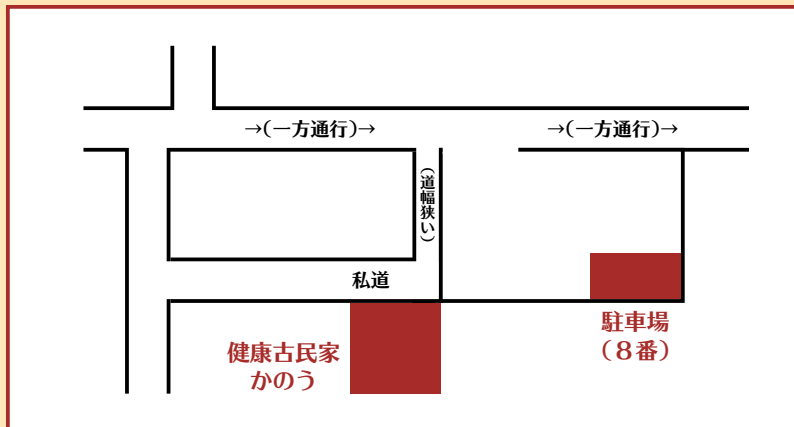 →(一方通行)→
→(一方通行)→
(道幅狭い)
私道
健康古民家
かのう
駐車場
(８番)